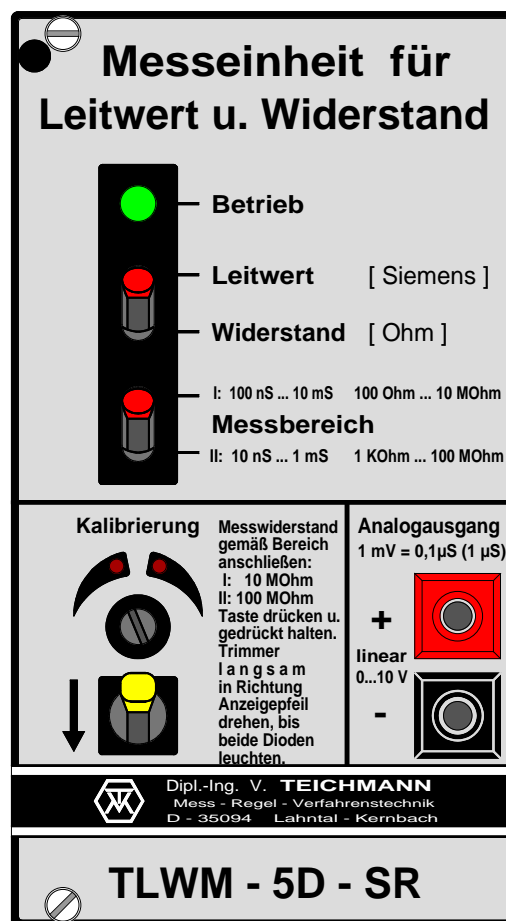 Messeinheit für
Leitwert u. Widerstand
Betrieb
Leitwert [ Siemens ]
Widerstand [ Ohm ]
I: 100 nS ... 10 mS 100 Ohm ... 10 MOhm
Messbereich
II: 10 nS ... 1 mS 1 KOhm ... 100 MOhm
Kalibrierung
Messwiderstand
gemäß Bereich
anschließen:
I: 10 MOhm
II: 100 MOhm
Taste drücken u.
gedrückt halten.
Trimmer
l a n g s a m
in Richtung
Anzeigepfeil
drehen, bis
beide Dioden
leuchten.
Analogausgang
1 mV = 0,1µS (1 µS)
+
linear
0...10 V
-
Dipl.-Ing. V. TEICHMANN
Mess - Regel - Verfahrenstechnik
D - 35094 Lahntal - Kernbach
TLWM - 5D - SR